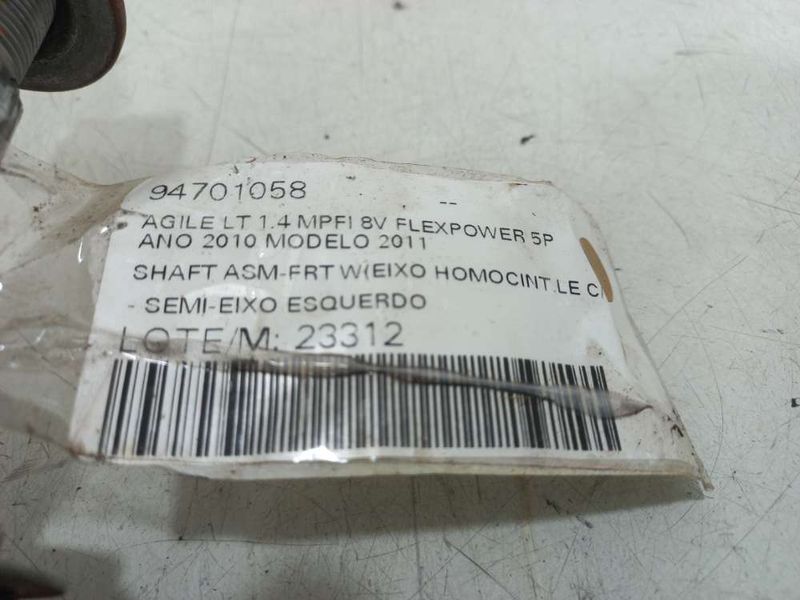 94701058 --
AGILE LT 1.4 MPFI 8V FLEXPOWER 5P
ANO 2010 MODELO 2011
SHAFT ASM-FRT W(EIXO HOMOCINT.LE C/
- SEMI-EIXO ESQUERDO
LOTE/M: 23312